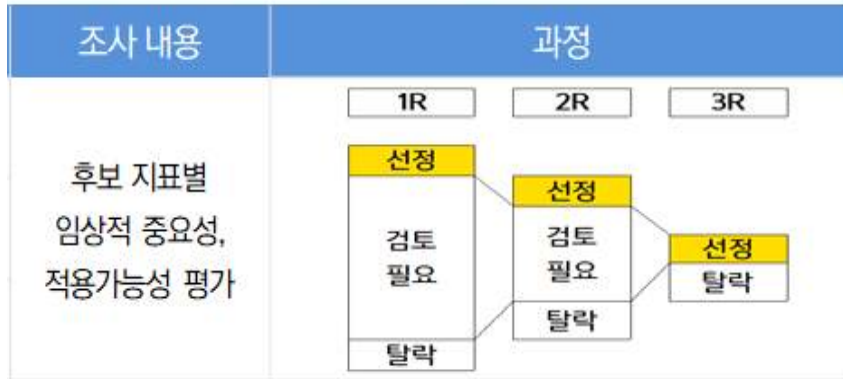 조사 내용
과정
후보 지표별
임상적 중요성,
적용가능성 평가
1R
2R
3R
선정
검토
필요
탈락
선정
검토
필요
탈락
선정
탈락